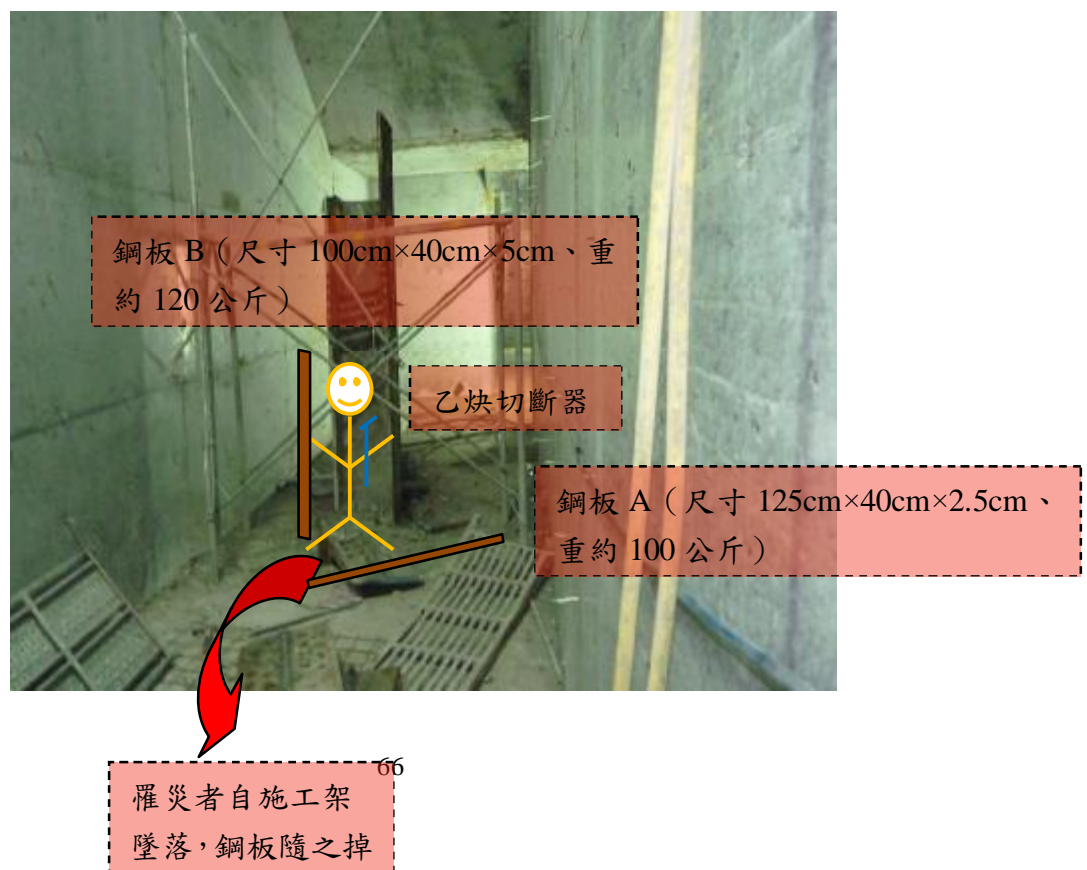 鋼板 B（尺寸 100cm×40cm×5cm、重
約 120 公斤）
乙炔切斷器
鋼板 A（尺寸 125cm×40cm×2.5cm、
重約 100 公斤）
66
罹災者自施工架
墜落，鋼板隨之掉